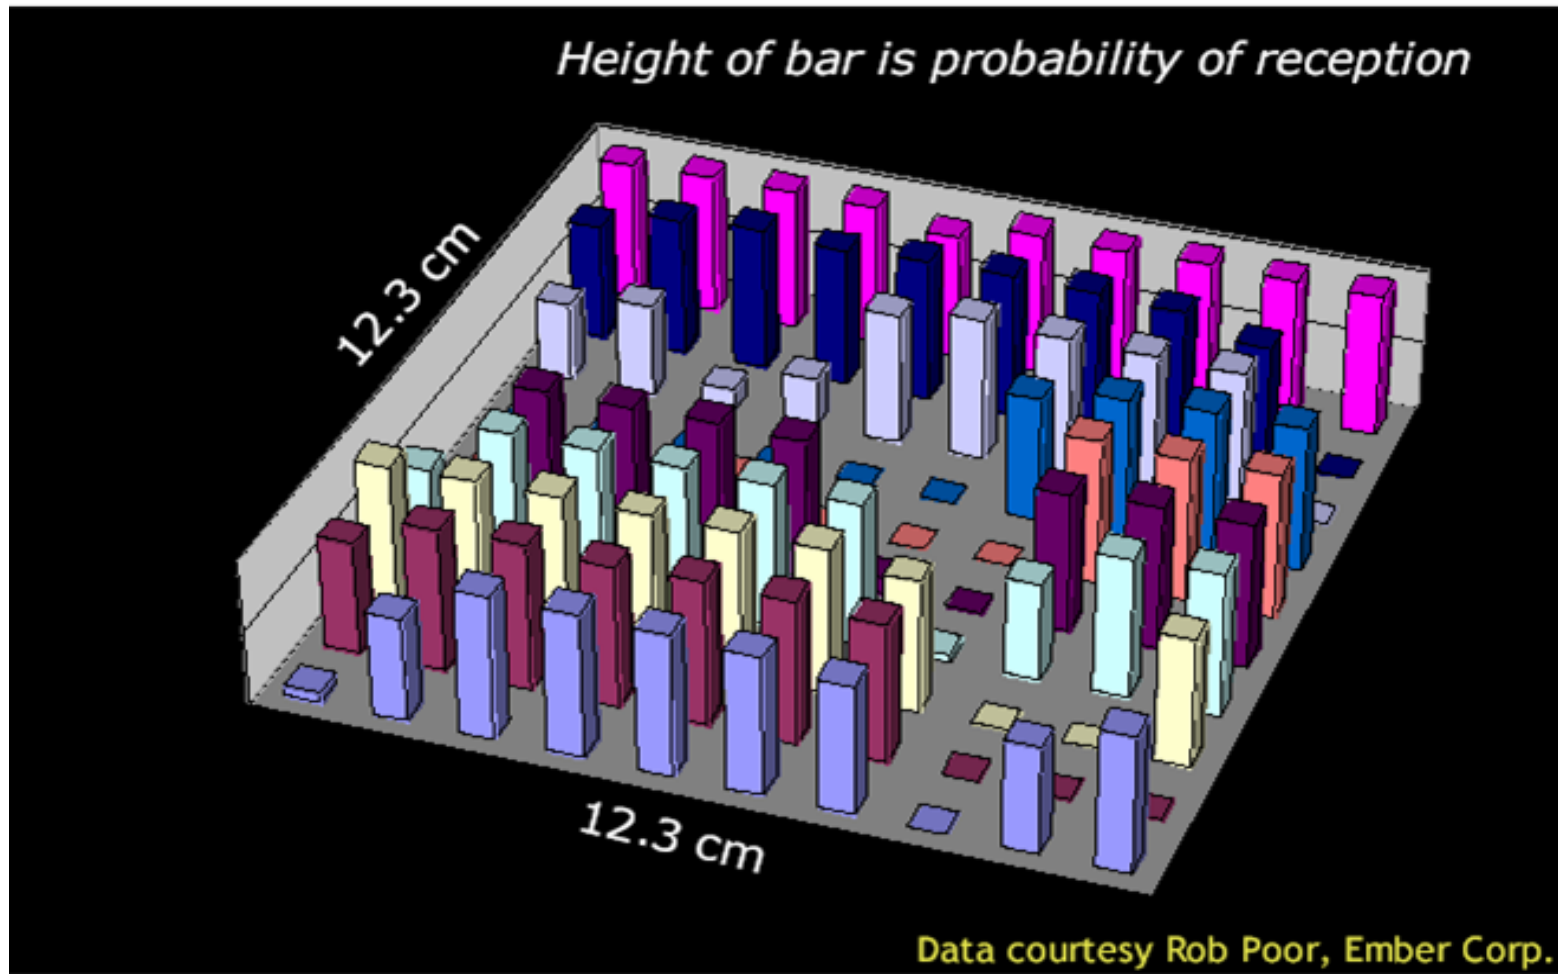 Height of bar is probability of reception
12.3 cm
12.3 cm
Data courtesy Rob Poor, Ember Corp.